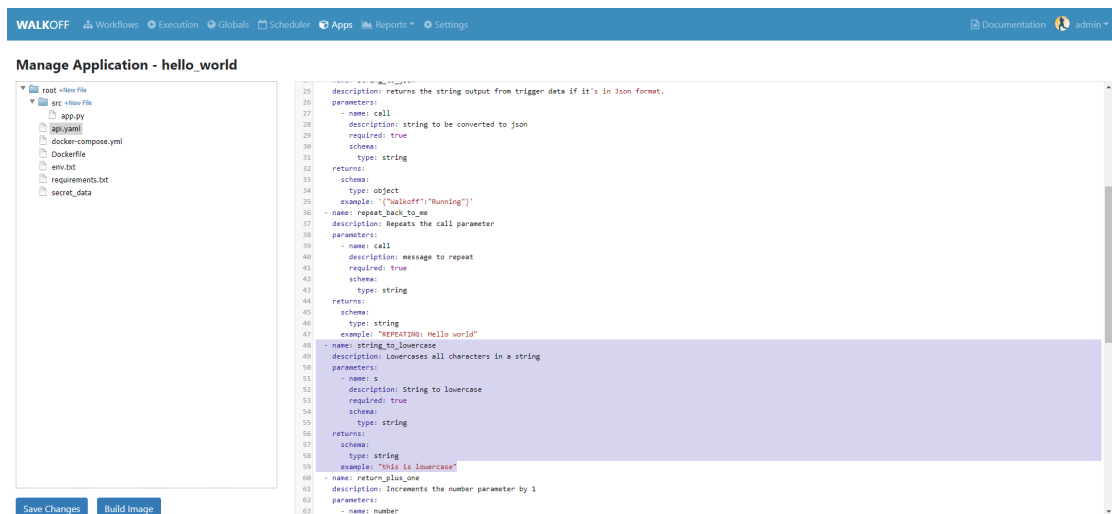 WALKOFF Workflows Execution Globals Scheduler Apps Reports Settings Documentation admin
Manage Application - hello_world
root +New File
src +New File
app.py
api.yaml
docker-compose.yml
Dockerfile
env.txt
requirements.txt
secret_data
25 description: returns the string output from trigger data if it's in Json format.
26 parameters:
27 - name: call
28 description: string to be converted to json
29 required: true
30 schema:
31 type: string
32 returns:
33 schema:
34 type: object
35 example: '{"Walkoff":"Running"}'
36 - name: repeat_back_to_me
37 description: Repeats the call parameter
38 parameters:
39 - name: call
40 description: message to repeat
41 required: true
42 schema:
43 type: string
44 returns:
45 schema:
46 type: string
47 example: "REPEATING: Hello world"
48 - name: string_to_lowercase
49 description: Lowercases all characters in a string
50 parameters:
51 - name: s
52 description: String to lowercase
53 required: true
54 schema:
55 type: string
56 returns:
57 schema:
58 type: string
59 example: "this is lowercase"
60 - name: return_plus_one
61 description: Increments the number parameter by 1
62 parameters:
63 - name: number
Save Changes Build Image